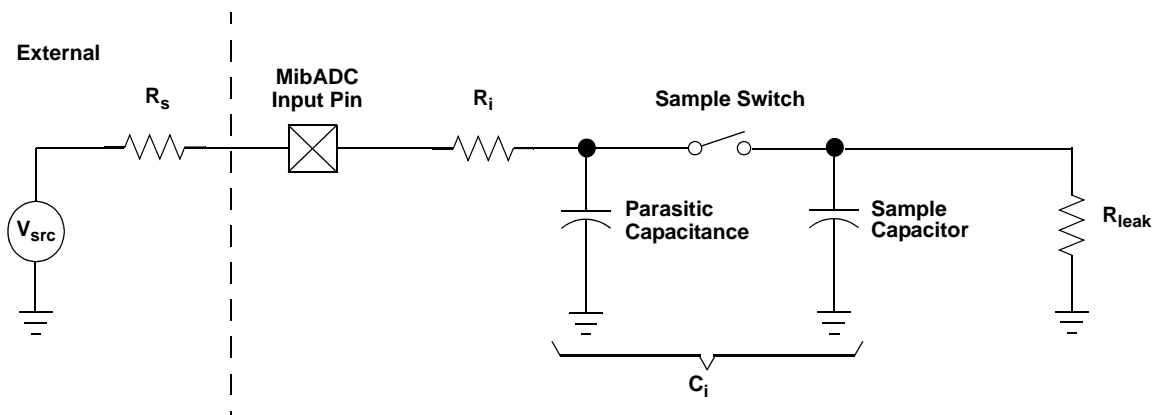 External
R_s
MibADC
Input Pin
R_i
Sample Switch
V_src
Parasitic
Capacitance
Sample
Capacitor
R_leak
C_i